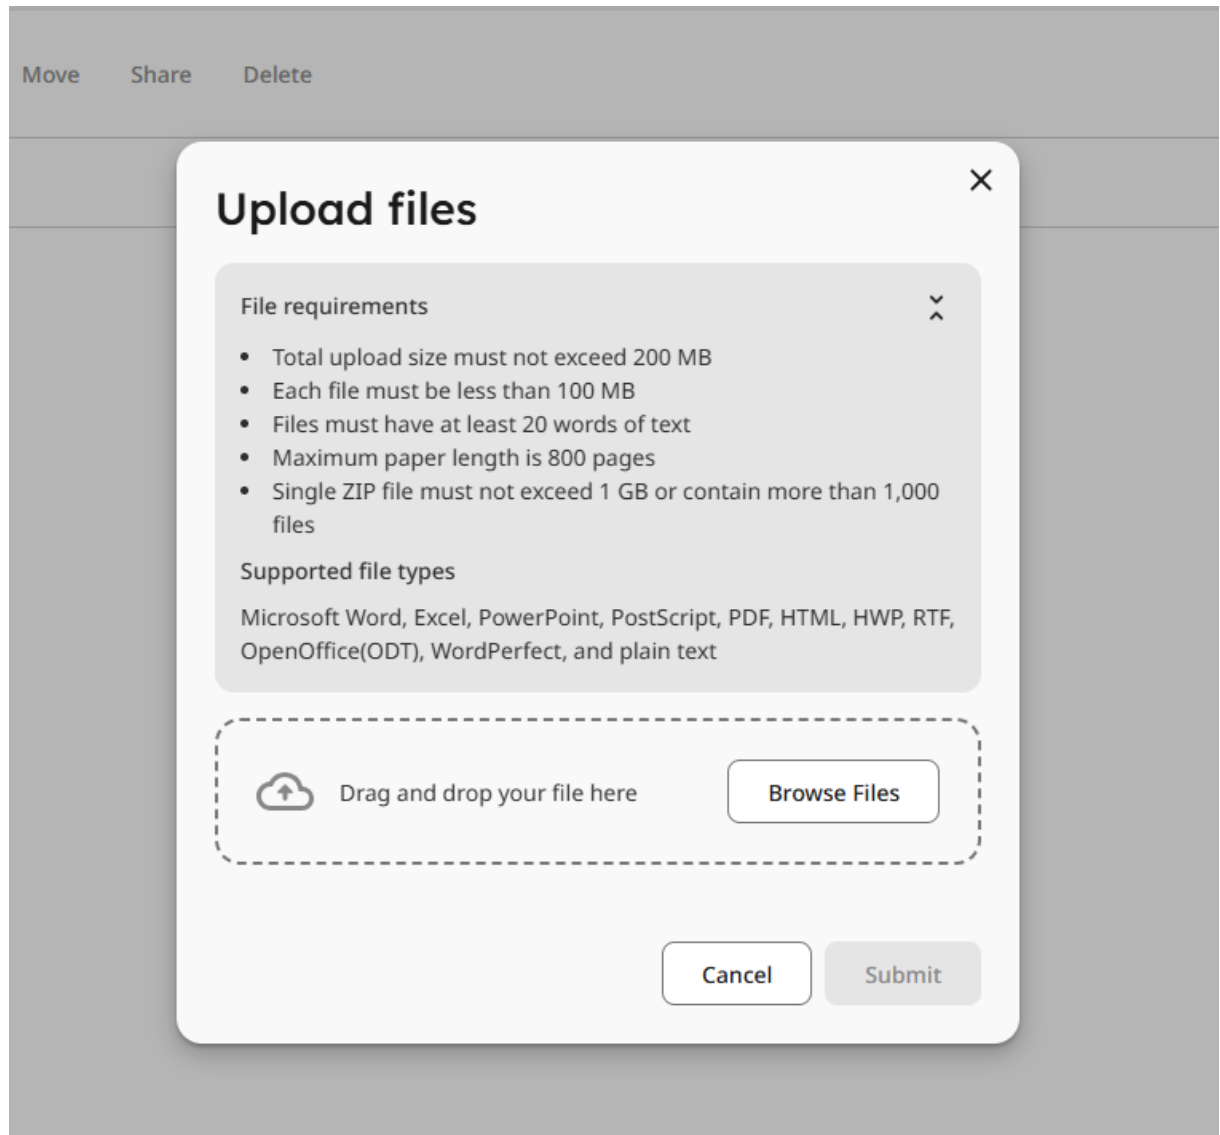 Move Share Delete
Upload files
File requirements
• Total upload size must not exceed 200 MB
• Each file must be less than 100 MB
• Files must have at least 20 words of text
• Maximum paper length is 800 pages
• Single ZIP file must not exceed 1 GB or contain more than 1,000
files
Supported file types
Microsoft Word, Excel, PowerPoint, PostScript, PDF, HTML, HWP, RTF,
OpenOffice(ODT), WordPerfect, and plain text
Drag and drop your file here Browse Files
Cancel Submit